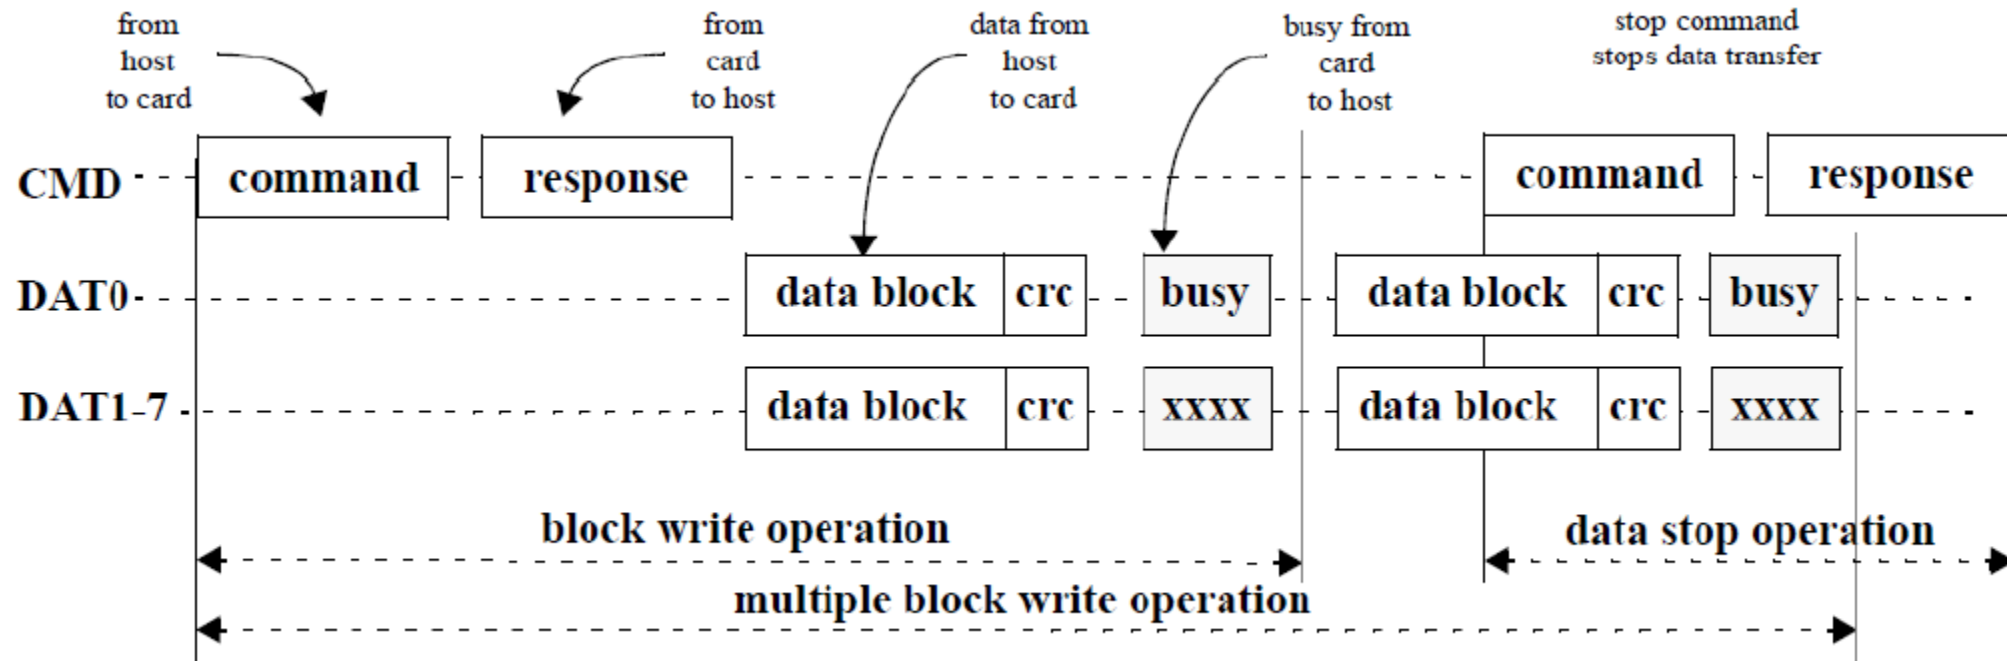 from
host
to card
from
card
to host
data from
host
to card
busy from
card
to host
stop command
stops data transfer
CMD command response command response
DAT0 data block crc busy data block crc busy
DAT1-7 data block crc xxxx data block crc xxxx
block write operation
data stop operation
multiple block write operation